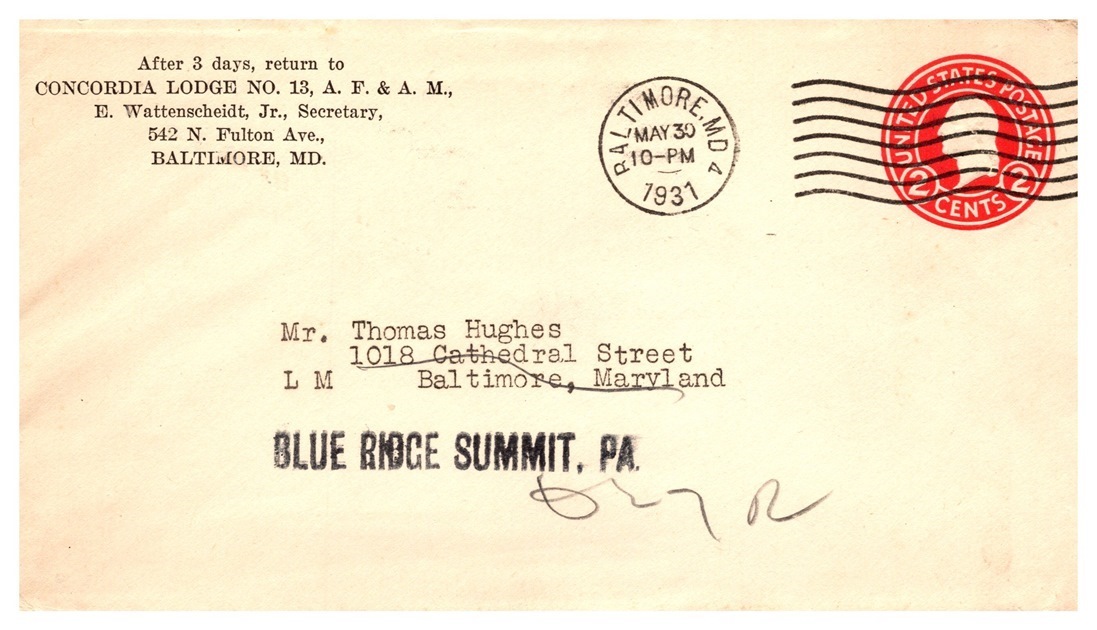 After 3 days, return to
CONCORDIA LODGE NO. 13, A. F. & A. M.,
E. Wattenscheidt, Jr., Secretary,
542 N. Fulton Ave.,
BALTIMORE, MD.
BALTIMORE, MD 4
MAY 30
10-PM
1931
UNITED STATES POSTAGE
2 CENTS 2
Mr. Thomas Hughes
1018 Cathedral Street
L M Baltimore, Maryland
BLUE RIDGE SUMMIT, PA.